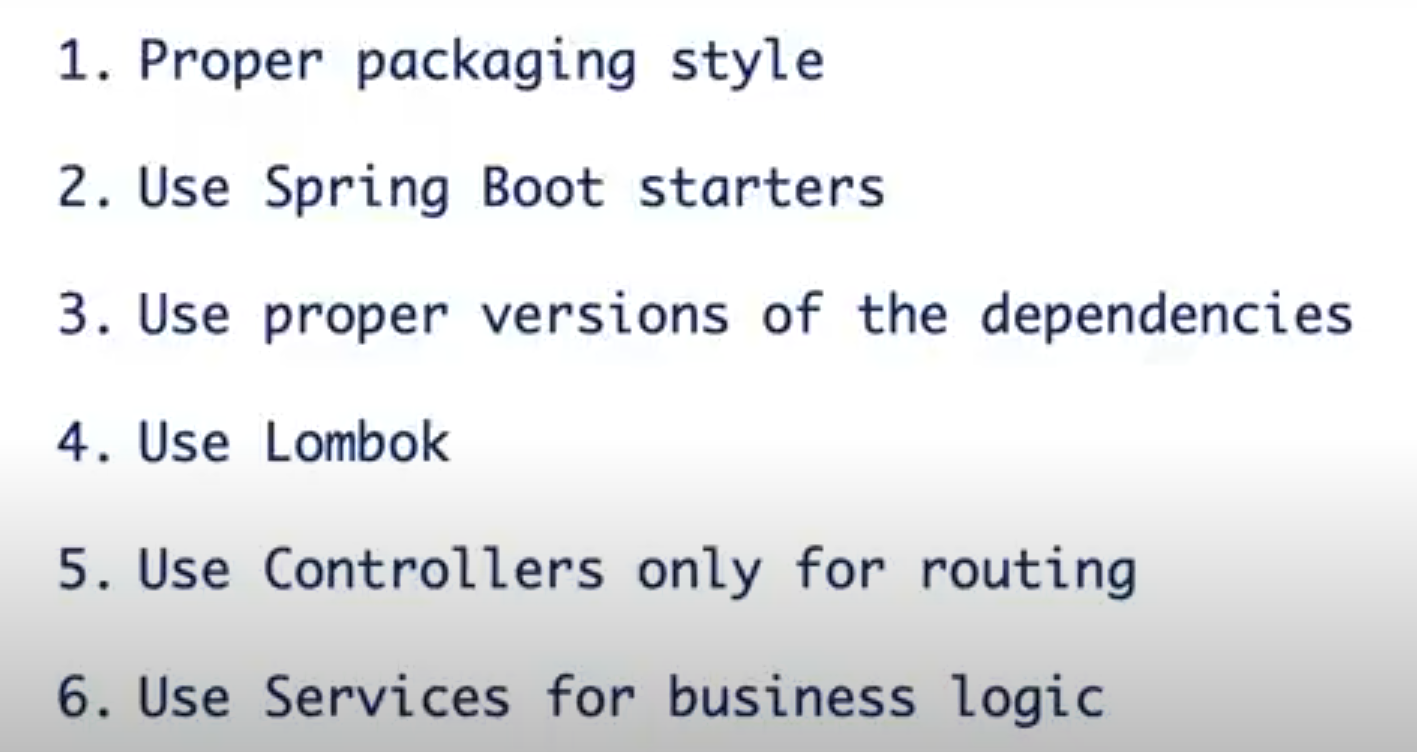 1. Proper packaging style
2. Use Spring Boot starters
3. Use proper versions of the dependencies
4. Use Lombok
5. Use Controllers only for routing
6. Use Services for business logic